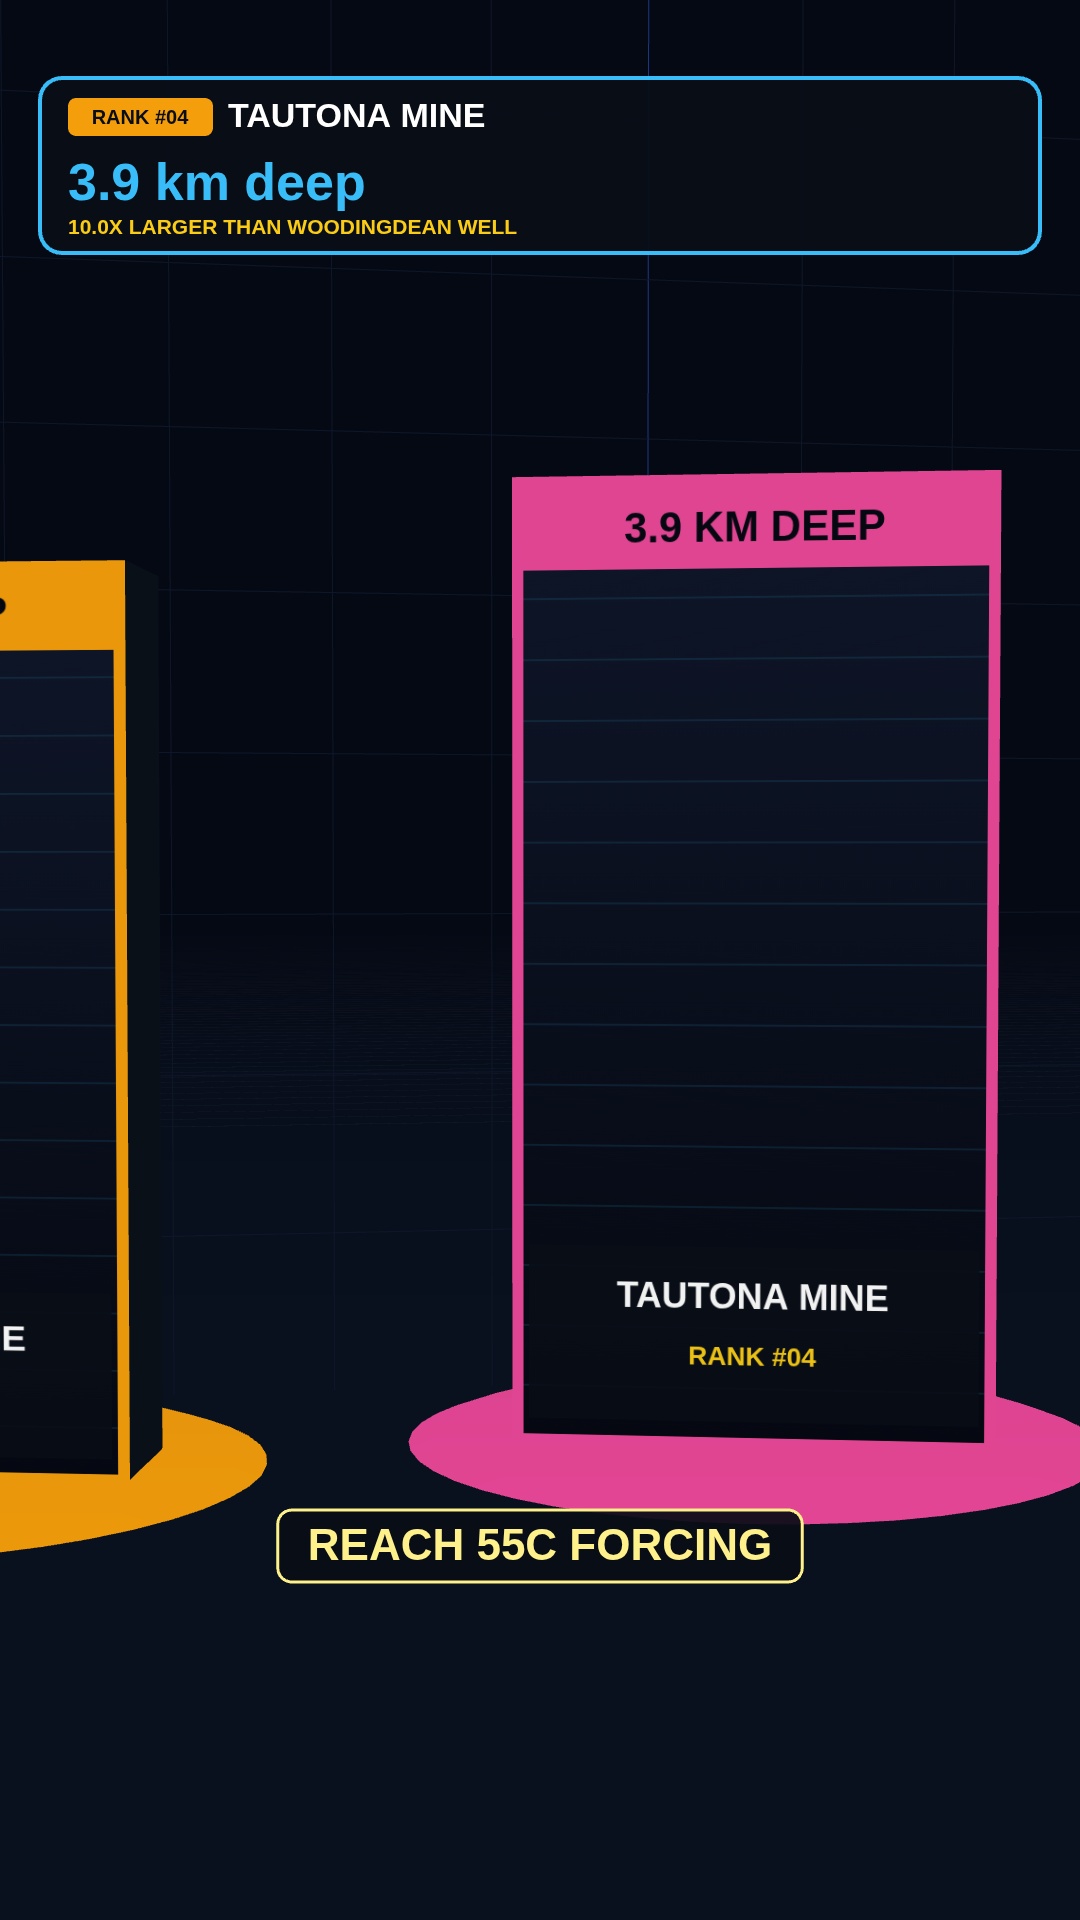 RANK #04 TAUTONA MINE
3.9 km deep
10.0X LARGER THAN WOODINGDEAN WELL
3.9 KM DEEP
E
TAUTONA MINE
RANK #04
REACH 55C FORCING